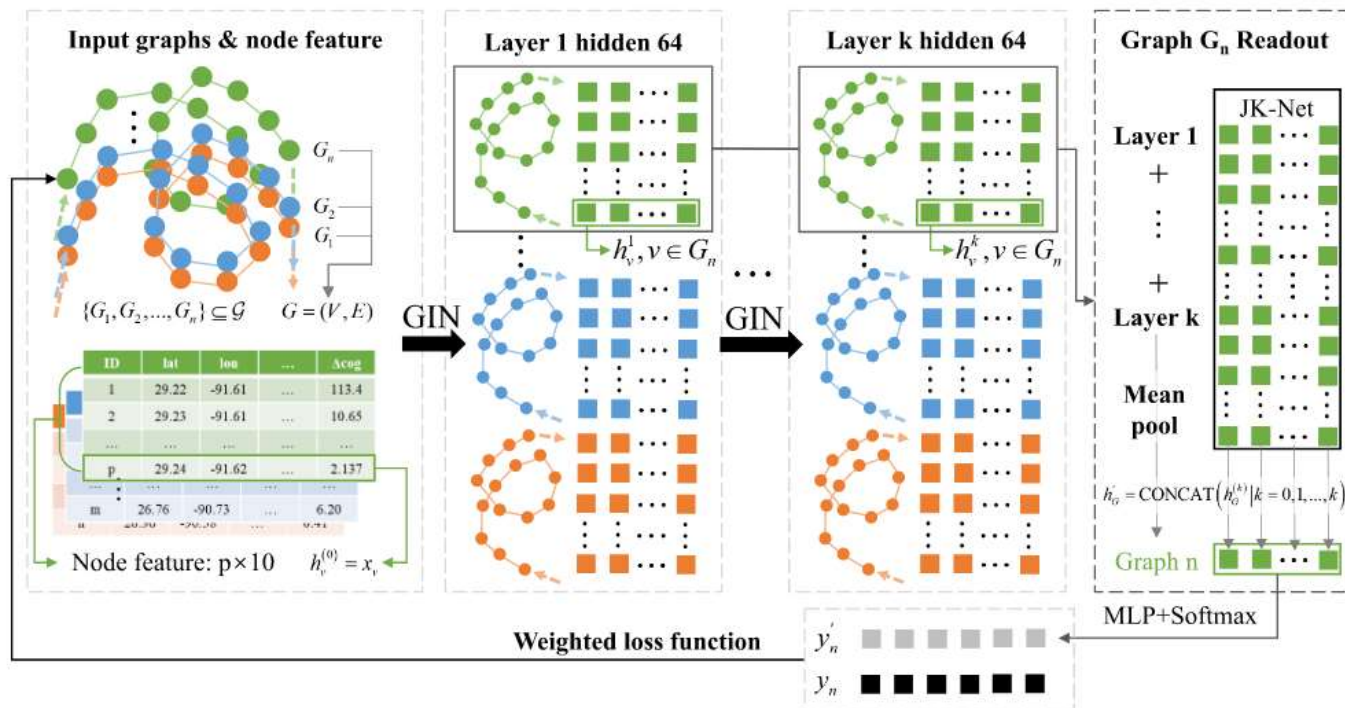 Input graphs & node feature
G_n
G_2
G_1
{G_1, G_2, ..., G_n} ⊆ 𝒢
G = (V, E)
ID lat lon ... Δcog
1 29.22 -91.61 ... 113.4
2 29.23 -91.61 ... 10.65
... ... ... ... ...
p 29.24 -91.62 ... 2.137
... ... ... ... ...
m 26.76 -90.73 ... 6.20
Node feature: p×10
h_v^{(0)} = x_v
GIN
Layer 1 hidden 64
h_v^1, v ∈ G_n
...
GIN
Layer k hidden 64
h_v^k, v ∈ G_n
Graph G_n Readout
JK-Net
Layer 1
+
⋮
+
Layer k
Mean
pool
h_G^' = CONCAT(h_G^{(k)} | k = 0,1,...,k)
Graph n
MLP+Softmax
Weighted loss function
y_n^'
y_n